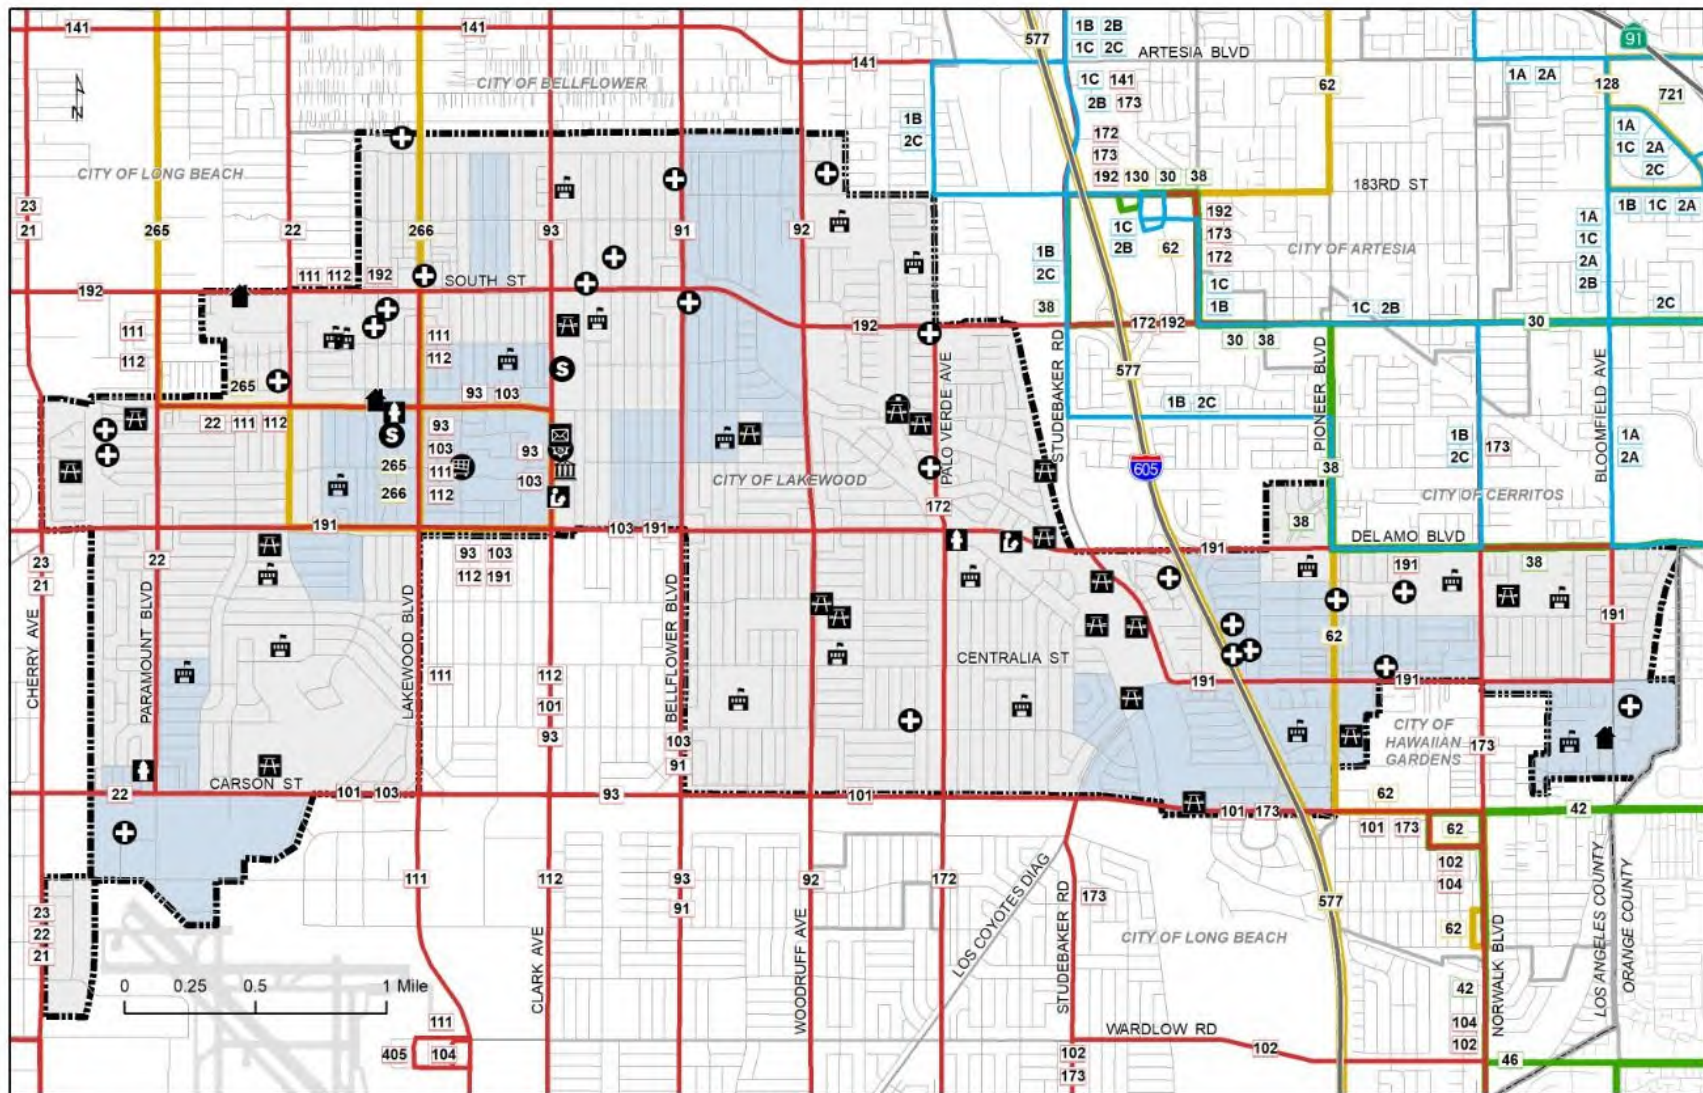 141
141
577
1B 2B
1C 2C
ARTESIA BLVD
91
141
CITY OF BELLFLOWER
1C 141
2B 173
62
1A 2A
128
721
1B
2C
172
173
192 130 30 38
1A
1C 2A
2C
CITY OF LONG BEACH
183RD ST
23
21
265
22
266
93
91
92
1C
2B
62
192
173
172
1B 1C 2A
1A
1C
2A
2B
CITY OF ARTESIA
1B
2C
38
1C
1B
111 112 192
SOUTH ST
192
1C 2B
2C
30
111
112
111
112
192
172 192
30 38
265
93 103
577
PALO VERDE AVE
STUDEBAKER RD
PIONEER BLVD
BLOOMFIELD AVE
1B 2C
22 111 112
93
103
111
112
S
S
93
103
265
266
1B
2C
173
1A
2A
605
38
CITY OF LAKEWOOD
172
CITY OF CERRITOS
38
191
103 191
DEL AMO BLVD
23
21
22
93 103
112 191
191
191
38
CHERRY AVE
PARAMOUNT BLVD
LAKEWOOD BLVD
BELLFLOWER BLVD
62
191
CENTRALIA ST
111
112
101
93
191
191
103
91
CITY OF
HAWAIIAN
GARDENS
173
CARSON ST
22
101 103
93
101
101 173
62
42
101 173
62
102
104
111
112
93
91
92
172
173
577
62
23
22
21
CLARK AVE
WOODRUFF AVE
LOS COYOTES DIAG
STUDEBAKER RD
CITY OF LONG BEACH
NORWALK BLVD
LOS ANGELES COUNTY
ORANGE COUNTY
0 0.25 0.5 1 Mile
42
104
102
111
405
104
WARDLOW RD
102
102
173
46
N